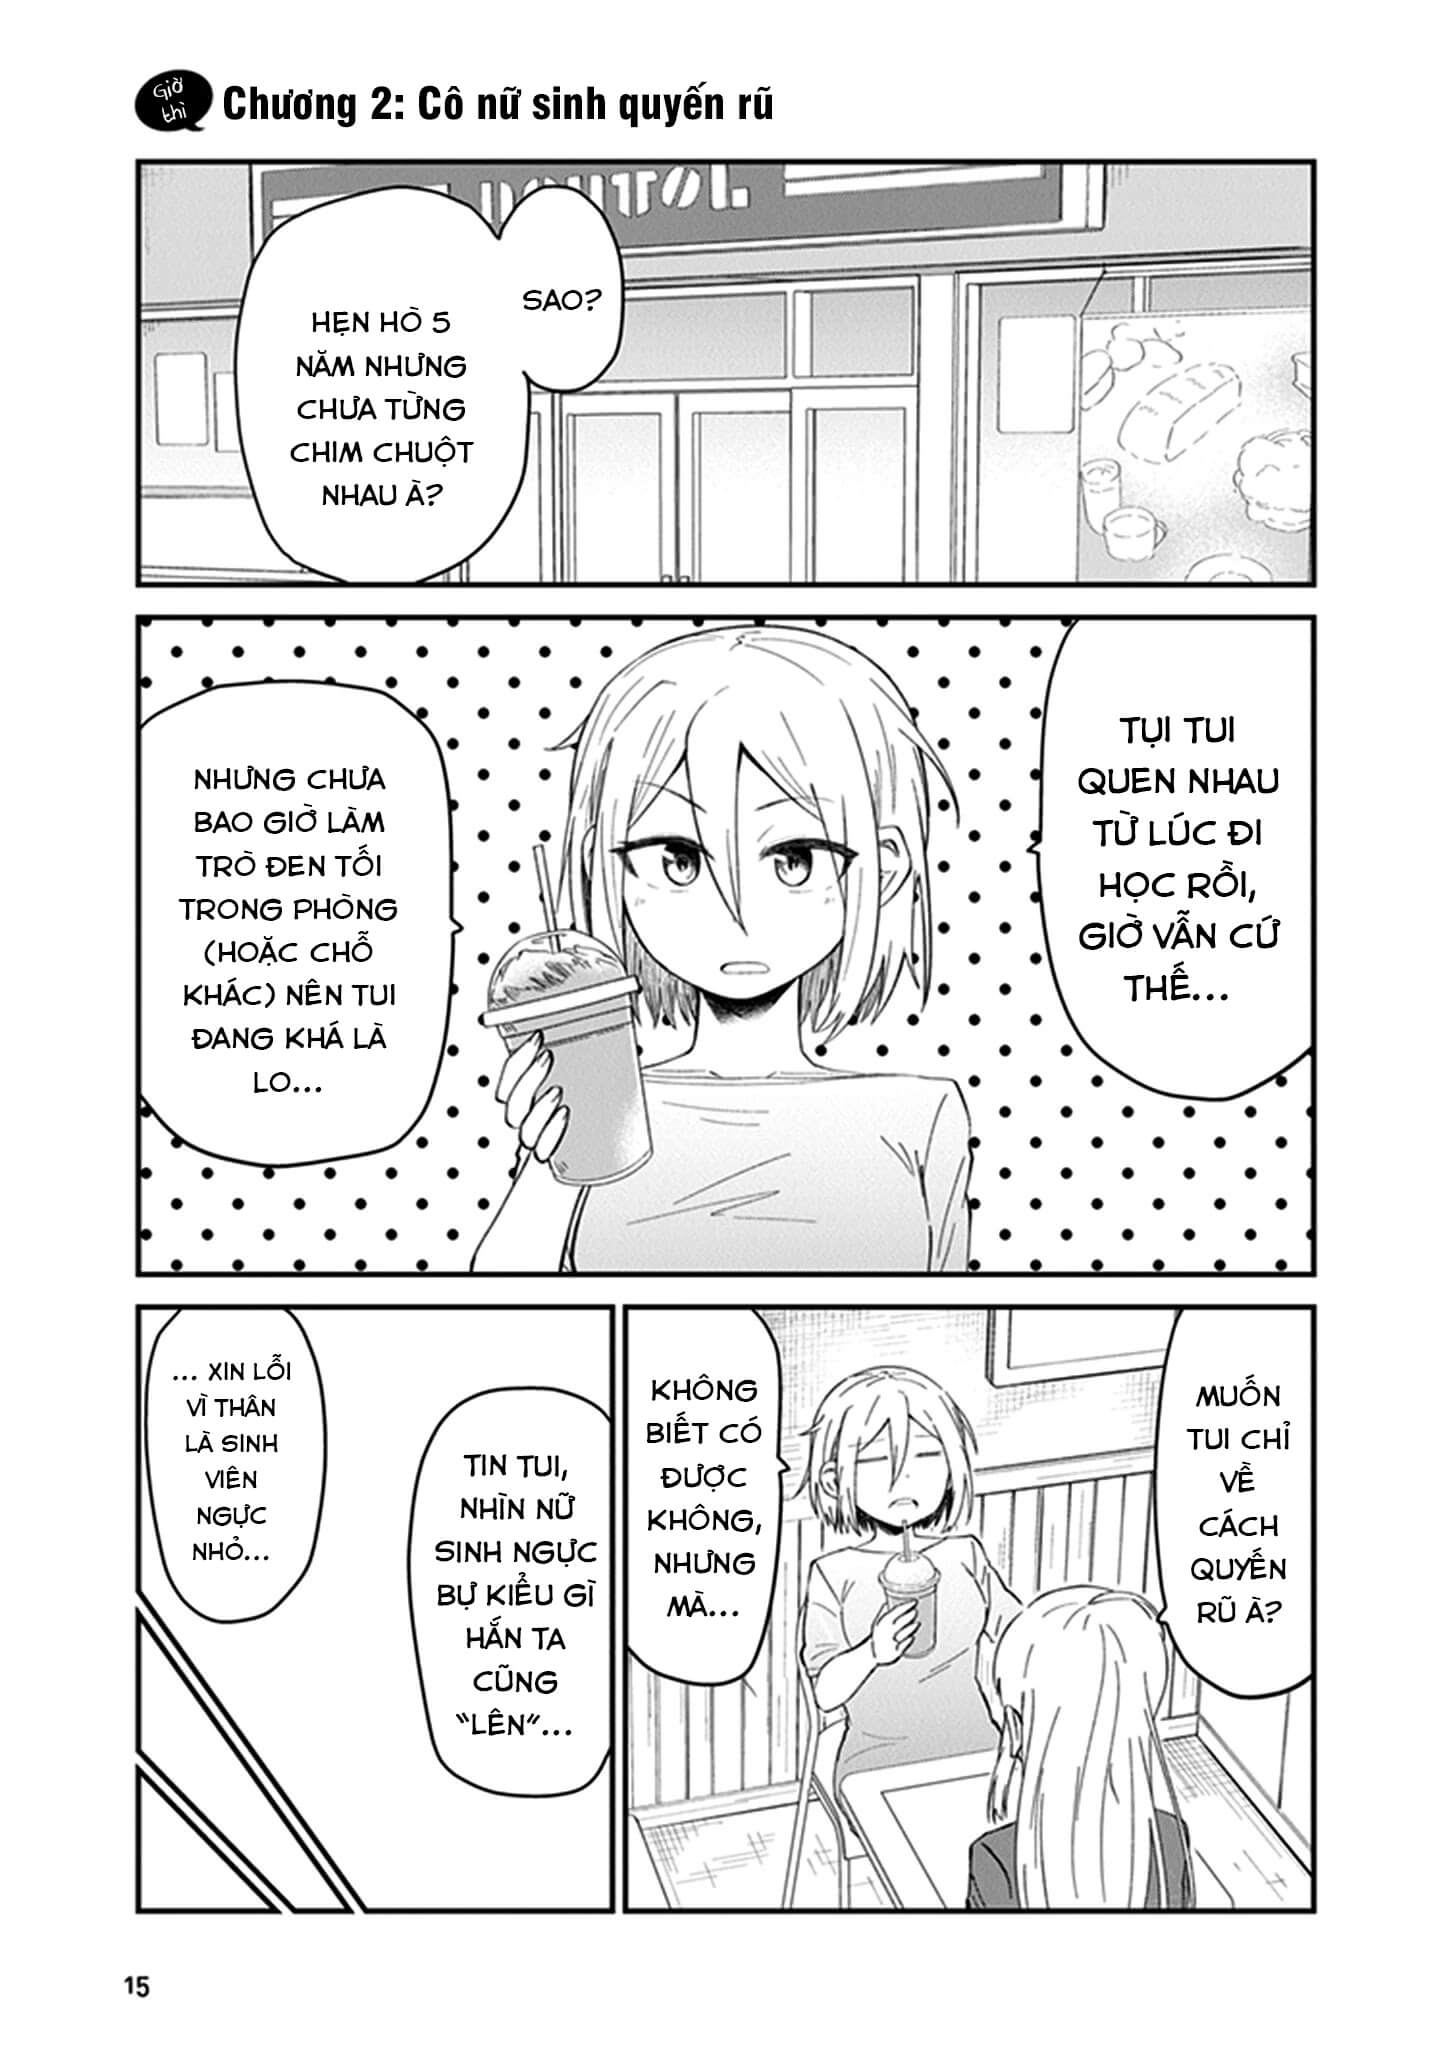 Giờ
thì
Chương 2: Cô nữ sinh quyến rũ
DOUTOR
SAO?
HẸN HÒ 5
NĂM NHƯNG
CHƯA TỪNG
CHIM CHUỘT
NHAU À?
TỤI TUI
QUEN NHAU
TỪ LÚC ĐI
HỌC RỒI,
GIỜ VẪN CỨ
THẾ...
NHƯNG CHƯA
BAO GIỜ LÀM
TRÒ ĐEN TỐI
TRONG PHÒNG
(HOẶC CHỖ
KHÁC) NÊN TUI
ĐANG KHÁ LÀ
LO...
MUỐN
TUI CHỈ
VỀ
CÁCH
QUYẾN
RŨ À?
KHÔNG
BIẾT CÓ
ĐƯỢC
KHÔNG,
NHƯNG
MÀ...
TIN TUI,
NHÌN NỮ
SINH NGỰC
BỰ KIỂU GÌ
HẮN TA
CŨNG
"LÊN"...
... XIN LỖI
VÌ THÂN
LÀ SINH
VIÊN
NGỰC
NHỎ...
15